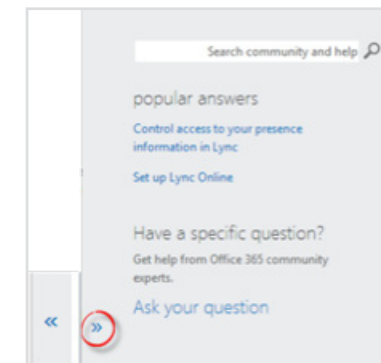 Search community and help
popular answers
Control access to your presence
information in Lync
Set up Lync Online
Have a specific question?
Get help from Office 365 community
experts.
Ask your question
« »